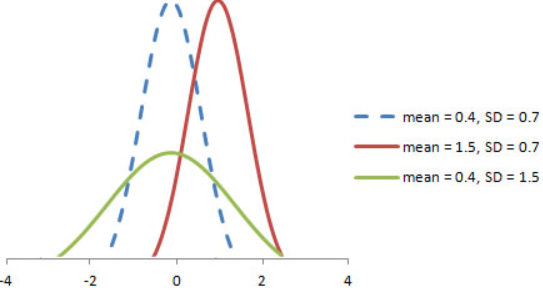 mean = 0.4, SD = 0.7
mean = 1.5, SD = 0.7
mean = 0.4, SD = 1.5
-4 -2 0 2 4